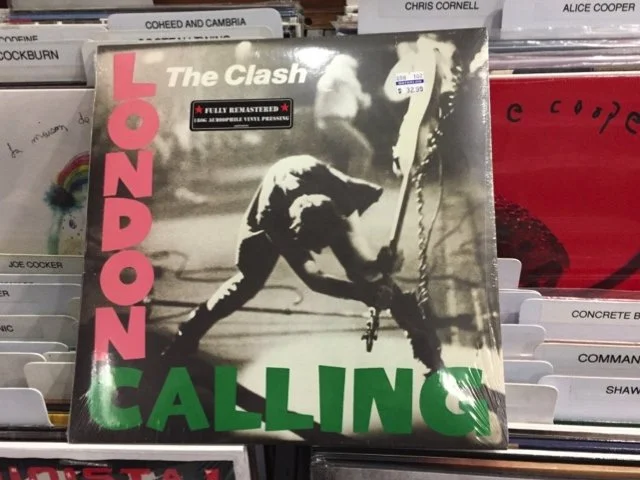 CHRIS CORNELL
ALICE COOPER
COHEED AND CAMBRIA
COCKBURN
The Clash
$ 32.99
FULLY REMASTERED
180G AUDIOPHILE VINYL PRESSING
LONDON
CALLING
JOE COCKER
CONCRETE B
COMMAN
SHAW